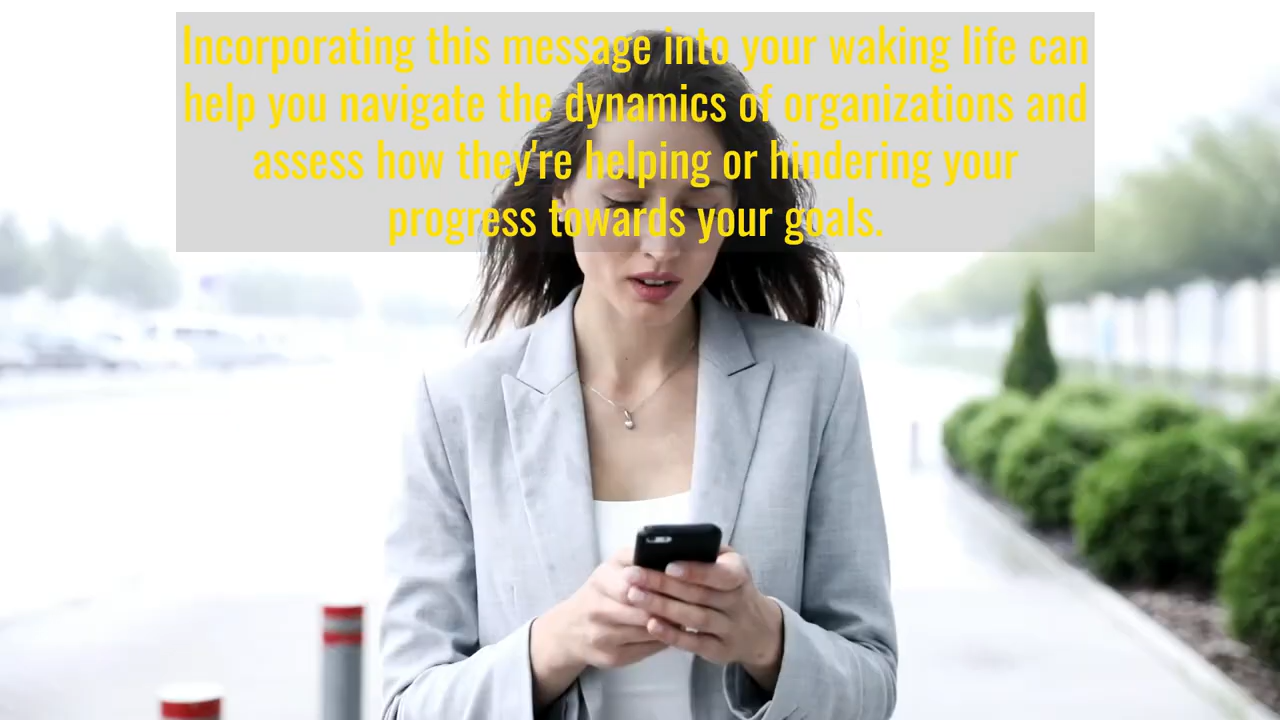 Incorporating this message into your waking life can
help you navigate the dynamics of organizations and
assess how they're helping or hindering your
progress towards your goals.